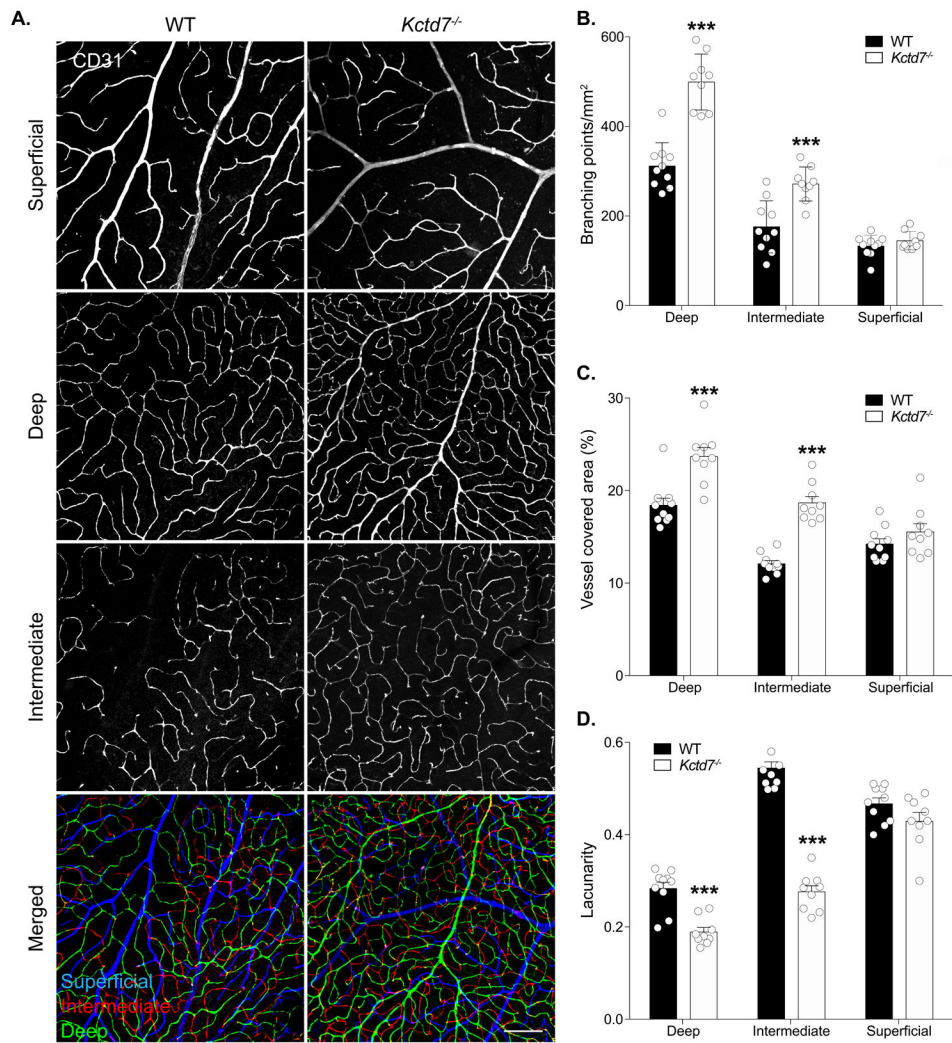 A.
WT
Kctd7-/-
CD31
Superficial
Deep
Intermediate
Merged
Superficial
Intermediate
Deep
B.
***
***
WT
Kctd7-/-
Branching points/mm²
600
400
200
0
Deep
Intermediate
Superficial
C.
***
***
WT
Kctd7-/-
Vessel covered area (%)
30
20
10
0
Deep
Intermediate
Superficial
D.
WT
Kctd7-/-
***
***
Lacunarity
0.6
0.4
0.2
0.0
Deep
Intermediate
Superficial